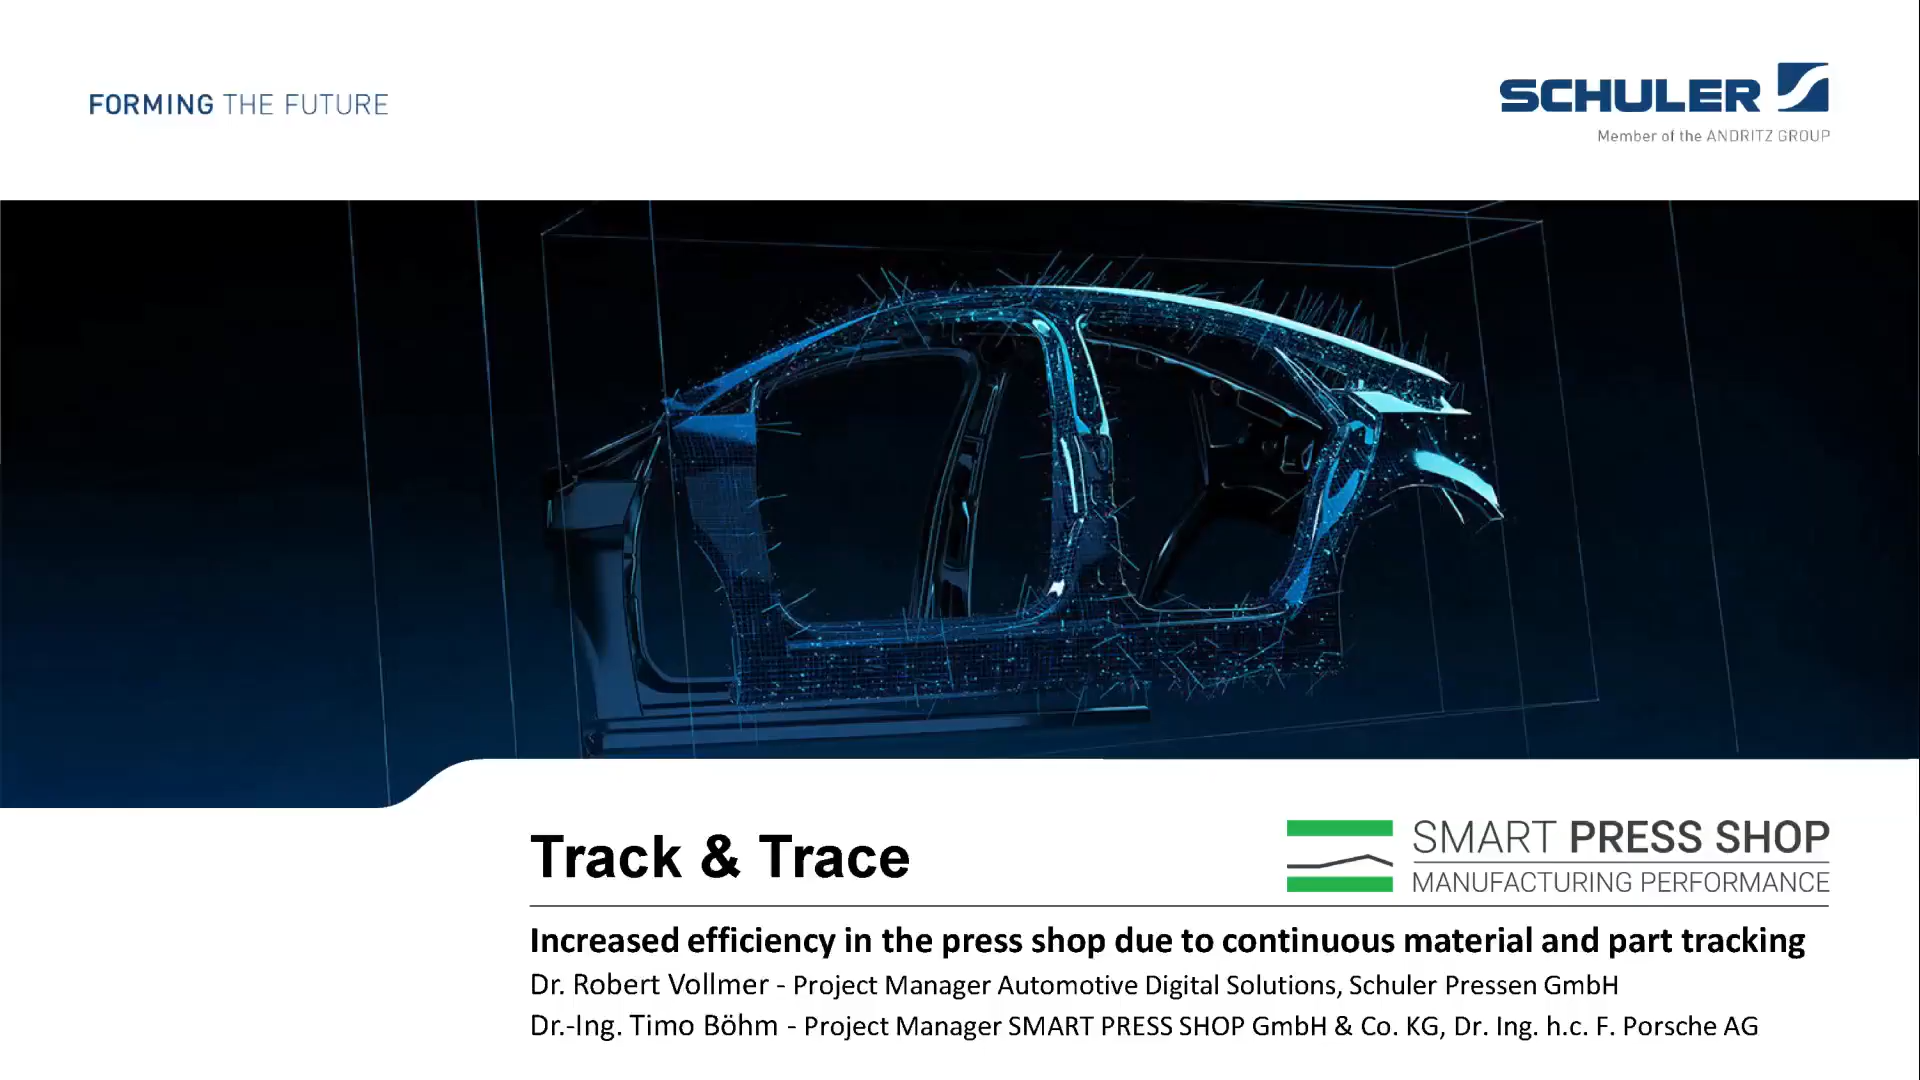 FORMING THE FUTURE
SCHULER
Member of the ANDRITZ GROUP
Track & Trace
SMART PRESS SHOP
MANUFACTURING PERFORMANCE
Increased efficiency in the press shop due to continuous material and part tracking
Dr. Robert Vollmer - Project Manager Automotive Digital Solutions, Schuler Pressen GmbH
Dr.-Ing. Timo Böhm - Project Manager SMART PRESS SHOP GmbH & Co. KG, Dr. Ing. h.c. F. Porsche AG